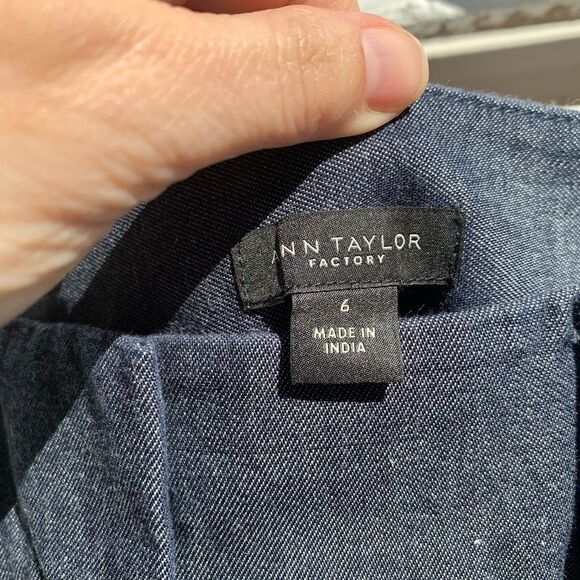 ANN TAYLOR
FACTORY
6
MADE IN
INDIA